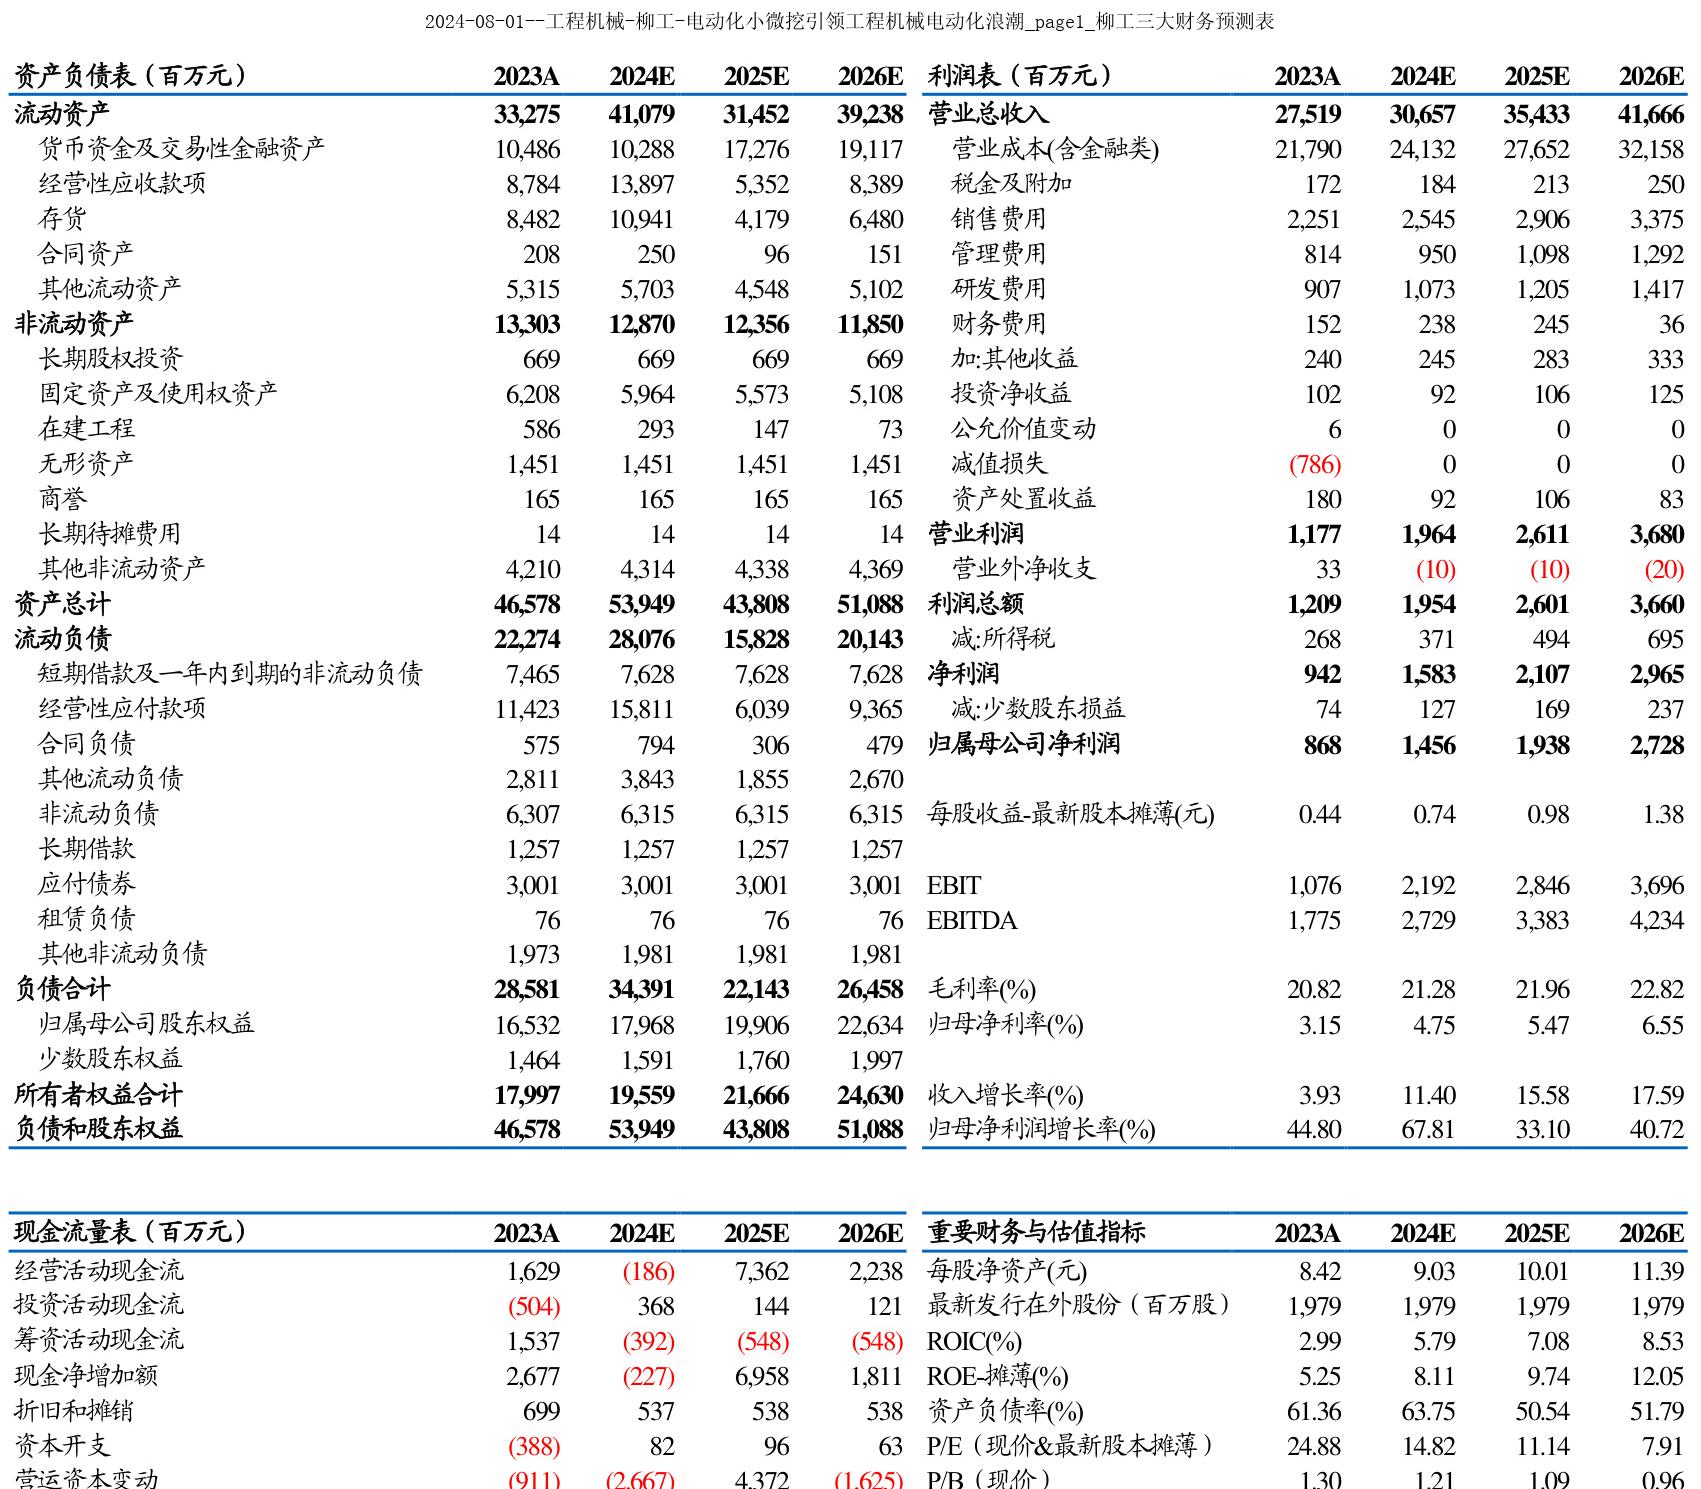 2024-08-01--工程机械-柳工-电动化小微挖引领工程机械电动化浪潮_page1_柳工三大财务预测表
资产负债表（百万元） 2023A 2024E 2025E 2026E
流动资产 33,275 41,079 31,452 39,238
货币资金及交易性金融资产 10,486 10,288 17,276 19,117
经营性应收款项 8,784 13,897 5,352 8,389
存货 8,482 10,941 4,179 6,480
合同资产 208 250 96 151
其他流动资产 5,315 5,703 4,548 5,102
非流动资产 13,303 12,870 12,356 11,850
长期股权投资 669 669 669 669
固定资产及使用权资产 6,208 5,964 5,573 5,108
在建工程 586 293 147 73
无形资产 1,451 1,451 1,451 1,451
商誉 165 165 165 165
长期待摊费用 14 14 14 14
其他非流动资产 4,210 4,314 4,338 4,369
资产总计 46,578 53,949 43,808 51,088
流动负债 22,274 28,076 15,828 20,143
短期借款及一年内到期的非流动负债 7,465 7,628 7,628 7,628
经营性应付款项 11,423 15,811 6,039 9,365
合同负债 575 794 306 479
其他流动负债 2,811 3,843 1,855 2,670
非流动负债 6,307 6,315 6,315 6,315
长期借款 1,257 1,257 1,257 1,257
应付债券 3,001 3,001 3,001 3,001
租赁负债 76 76 76 76
其他非流动负债 1,973 1,981 1,981 1,981
负债合计 28,581 34,391 22,143 26,458
归属母公司股东权益 16,532 17,968 19,906 22,634
少数股东权益 1,464 1,591 1,760 1,997
所有者权益合计 17,997 19,559 21,666 24,630
负债和股东权益 46,578 53,949 43,808 51,088
利润表（百万元） 2023A 2024E 2025E 2026E
营业总收入 27,519 30,657 35,433 41,666
营业成本(含金融类) 21,790 24,132 27,652 32,158
税金及附加 172 184 213 250
销售费用 2,251 2,545 2,906 3,375
管理费用 814 950 1,098 1,292
研发费用 907 1,073 1,205 1,417
财务费用 152 238 245 36
加:其他收益 240 245 283 333
投资净收益 102 92 106 125
公允价值变动 6 0 0 0
减值损失 (786) 0 0 0
资产处置收益 180 92 106 83
营业利润 1,177 1,964 2,611 3,680
营业外净收支 33 (10) (10) (20)
利润总额 1,209 1,954 2,601 3,660
减:所得税 268 371 494 695
净利润 942 1,583 2,107 2,965
减:少数股东损益 74 127 169 237
归属母公司净利润 868 1,456 1,938 2,728
每股收益-最新股本摊薄(元) 0.44 0.74 0.98 1.38
EBIT 1,076 2,192 2,846 3,696
EBITDA 1,775 2,729 3,383 4,234
毛利率(%) 20.82 21.28 21.96 22.82
归母净利率(%) 3.15 4.75 5.47 6.55
收入增长率(%) 3.93 11.40 15.58 17.59
归母净利润增长率(%) 44.80 67.81 33.10 40.72
现金流量表（百万元） 2023A 2024E 2025E 2026E
经营活动现金流 1,629 (186) 7,362 2,238
投资活动现金流 (504) 368 144 121
筹资活动现金流 1,537 (392) (548) (548)
现金净增加额 2,677 (227) 6,958 1,811
折旧和摊销 699 537 538 538
资本开支 (388) 82 96 63
营运资本变动 (911) (2,667) 4,372 (1,625)
重要财务与估值指标 2023A 2024E 2025E 2026E
每股净资产(元) 8.42 9.03 10.01 11.39
最新发行在外股份（百万股） 1,979 1,979 1,979 1,979
ROIC(%) 2.99 5.79 7.08 8.53
ROE-摊薄(%) 5.25 8.11 9.74 12.05
资产负债率(%) 61.36 63.75 50.54 51.79
P/E（现价&最新股本摊薄） 24.88 14.82 11.14 7.91
P/B（现价） 1.30 1.21 1.09 0.96